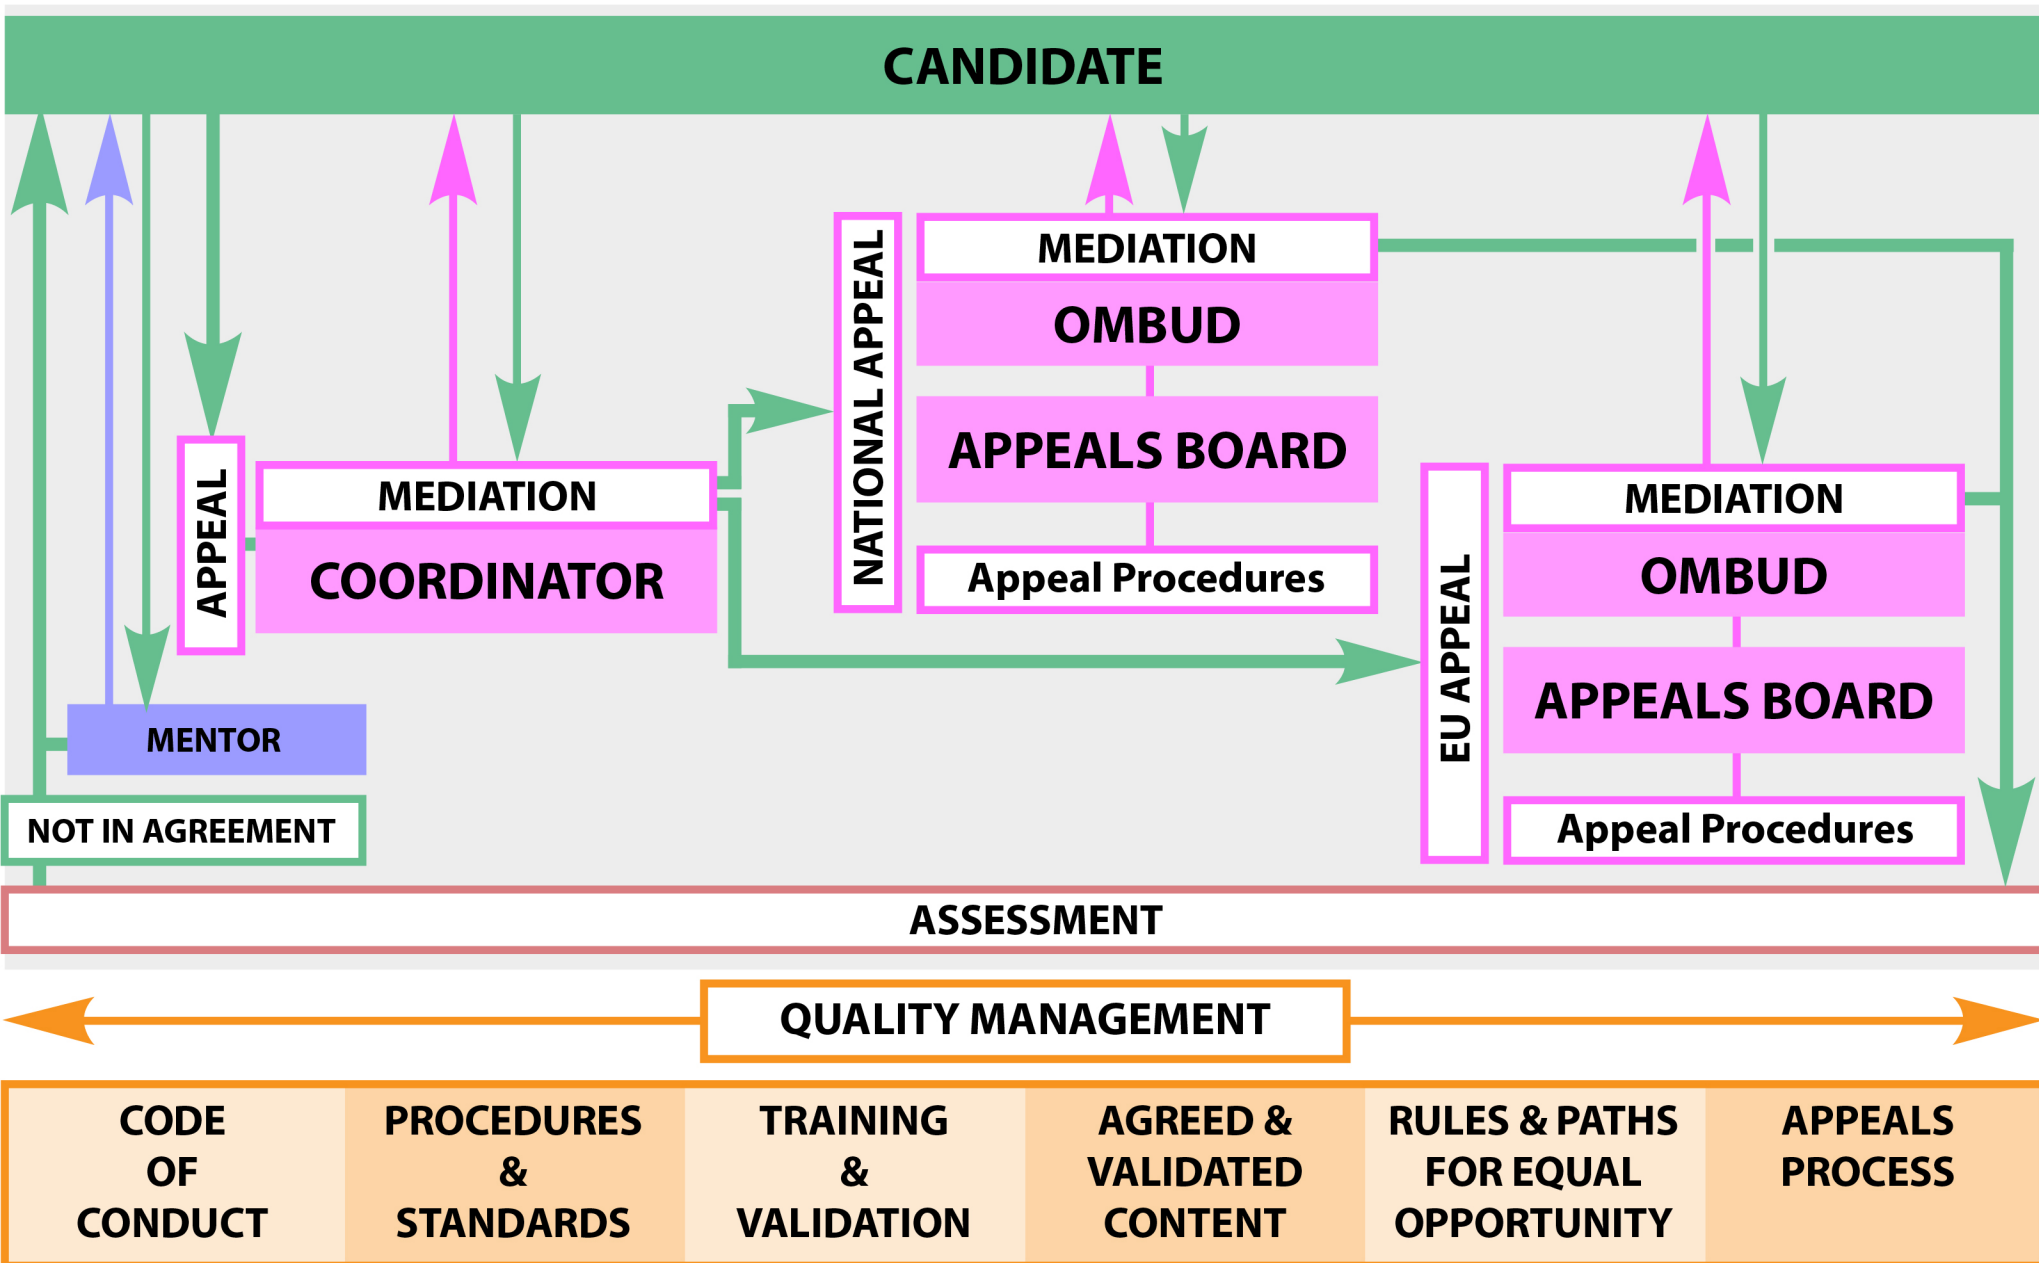 CANDIDATE
NATIONAL APPEAL
MEDIATION
OMBUD
APPEALS BOARD
Appeal Procedures
APPEAL
MEDIATION
COORDINATOR
EU APPEAL
MEDIATION
OMBUD
APPEALS BOARD
Appeal Procedures
MENTOR
NOT IN AGREEMENT
ASSESSMENT
QUALITY MANAGEMENT
CODE
OF
CONDUCT
PROCEDURES
&
STANDARDS
TRAINING
&
VALIDATION
AGREED &
VALIDATED
CONTENT
RULES & PATHS
FOR EQUAL
OPPORTUNITY
APPEALS
PROCESS